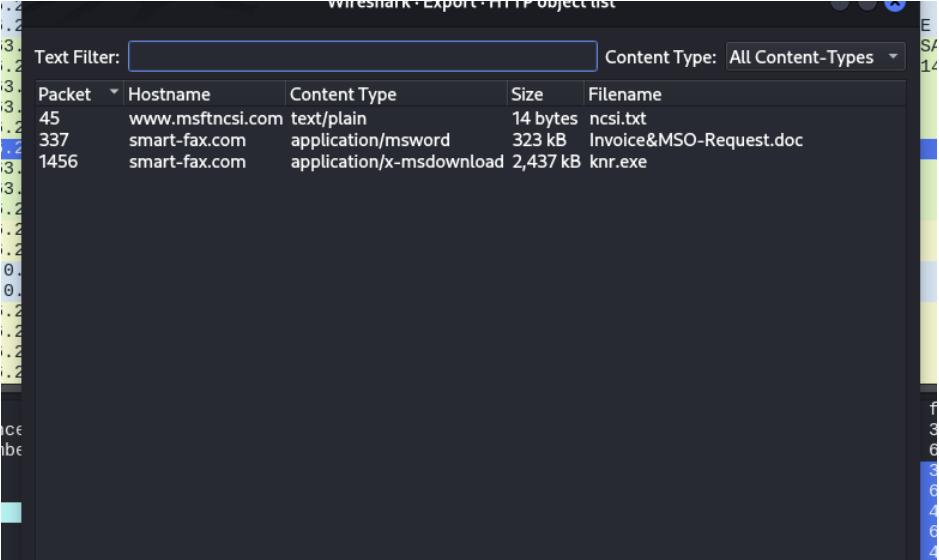 Wireshark · Export · HTTP object list
Text Filter: Content Type: All Content-Types
Packet Hostname Content Type Size Filename
45 www.msftncsi.com text/plain 14 bytes ncsi.txt
337 smart-fax.com application/msword 323 kB Invoice&MSO-Request.doc
1456 smart-fax.com application/x-msdownload 2,437 kB knr.exe